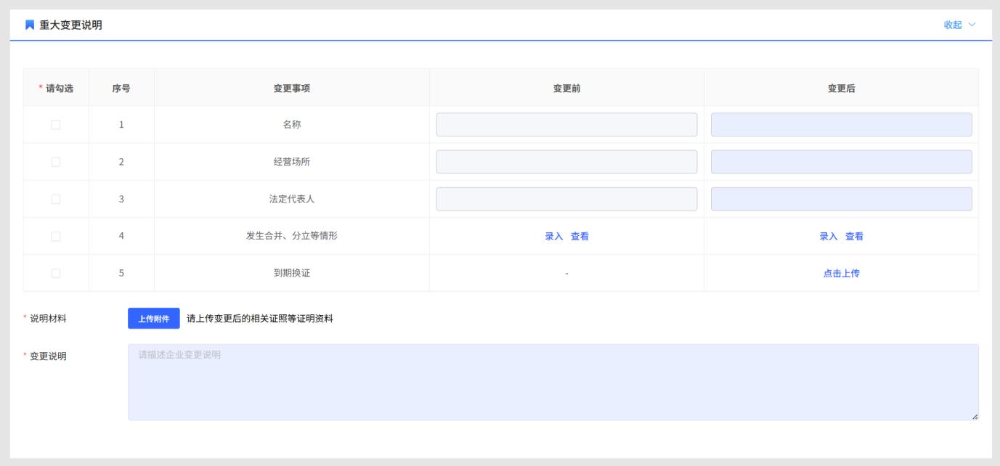 重大变更说明
收起
* 请勾选 序号 变更事项 变更前 变更后
1 名称
2 经营场所
3 法定代表人
4 发生合并、分立等情形 录入 查看 录入 查看
5 到期换证 - 点击上传
* 说明材料 上传附件 请上传变更后的相关证照等证明资料
* 变更说明 请描述企业变更说明